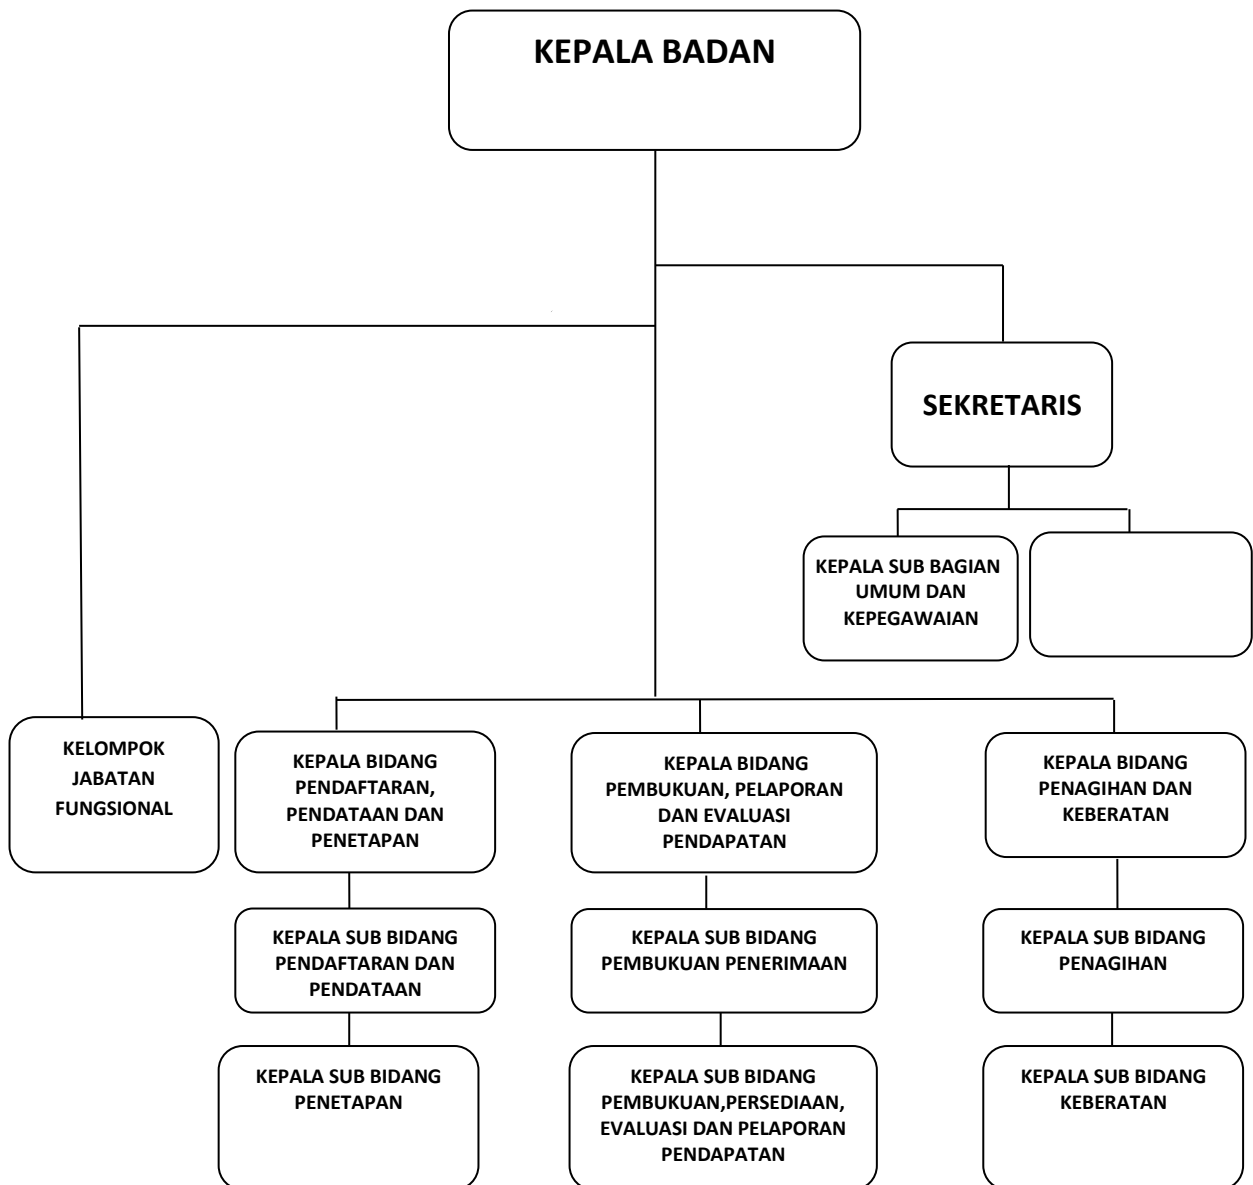 KEPALA BADAN
SEKRETARIS
KEPALA SUB BAGIAN
UMUM DAN
KEPEGAWAIAN
KELOMPOK
JABATAN
FUNGSIONAL
KEPALA BIDANG
PENDAFTARAN,
PENDATAAN DAN
PENETAPAN
KEPALA BIDANG
PEMBUKUAN, PELAPORAN
DAN EVALUASI
PENDAPATAN
KEPALA BIDANG
PENAGIHAN DAN
KEBERATAN
KEPALA SUB BIDANG
PENDAFTARAN DAN
PENDATAAN
KEPALA SUB BIDANG
PEMBUKUAN PENERIMAAN
KEPALA SUB BIDANG
PENAGIHAN
KEPALA SUB BIDANG
PENETAPAN
KEPALA SUB BIDANG
PEMBUKUAN,PERSEDIAAN,
EVALUASI DAN PELAPORAN
PENDAPATAN
KEPALA SUB BIDANG
KEBERATAN